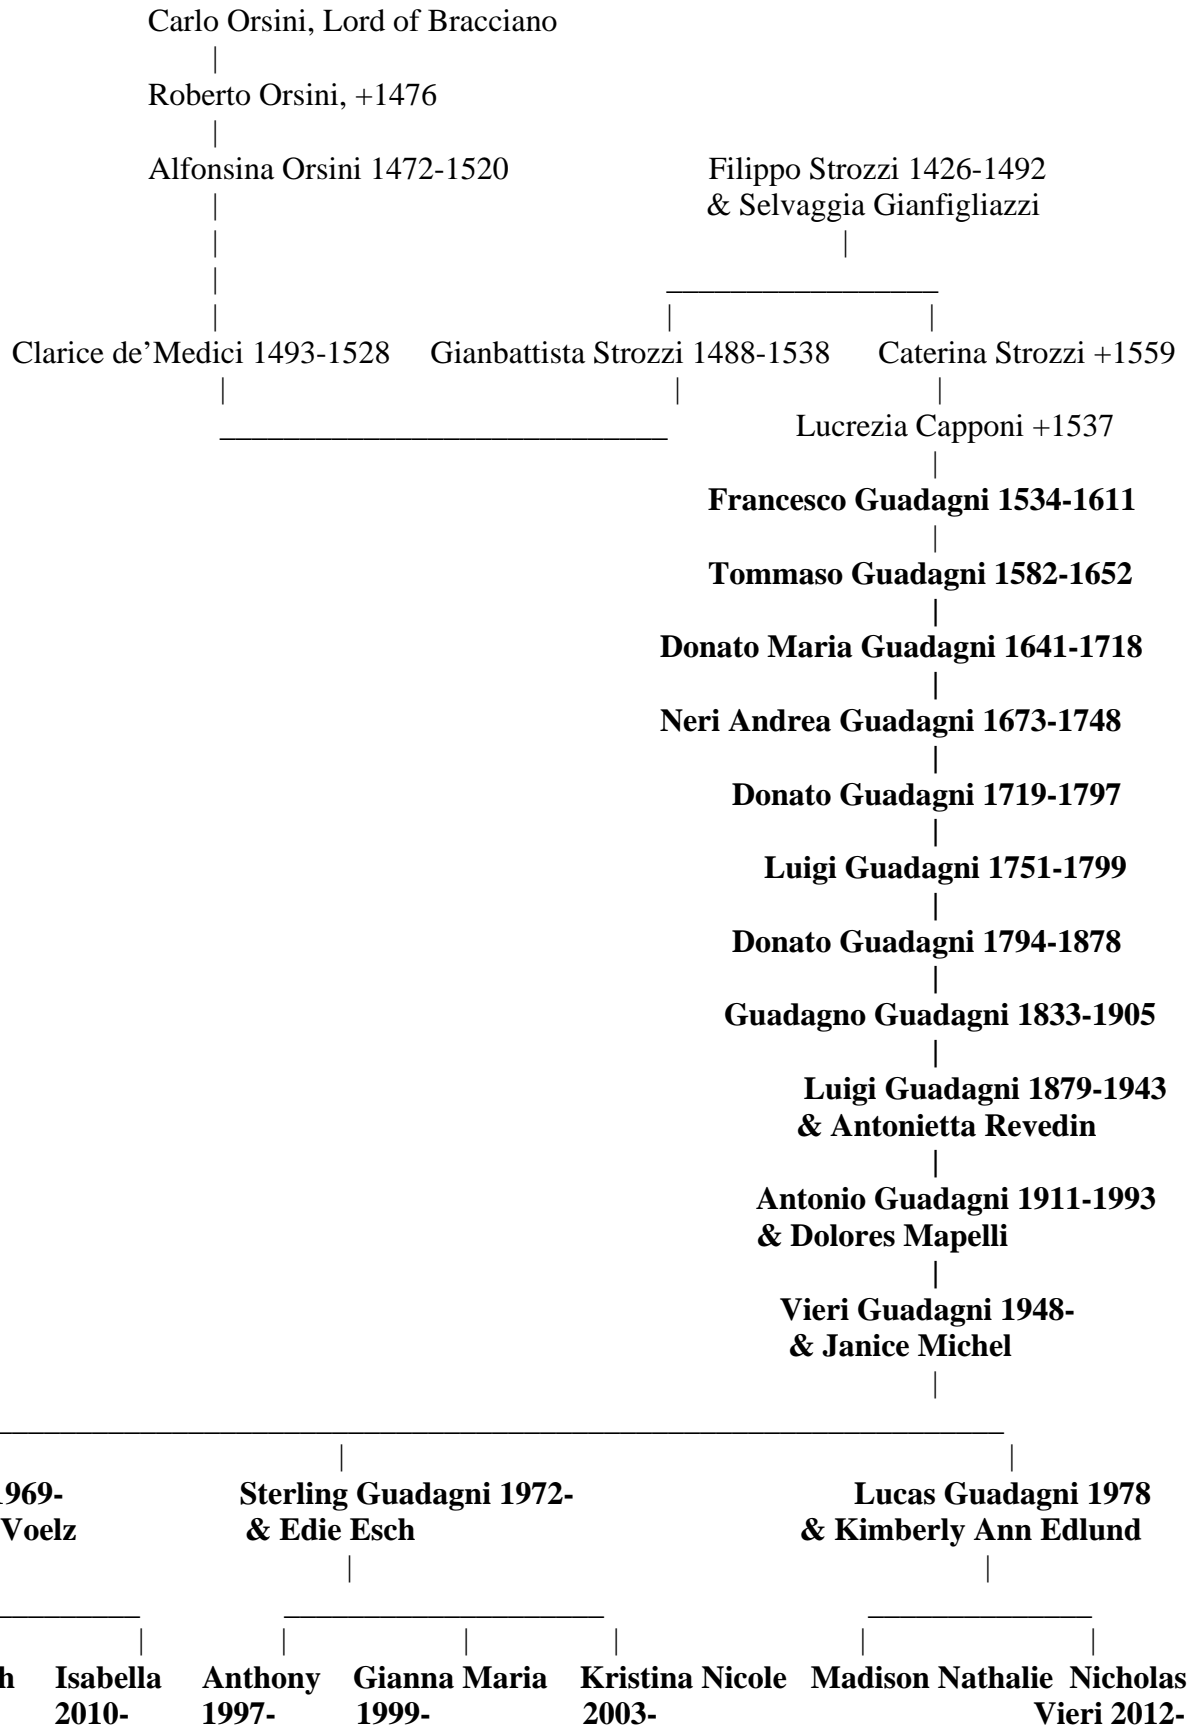 Carlo Orsini, Lord of Bracciano
Roberto Orsini, +1476
Alfonsina Orsini 1472-1520 Filippo Strozzi 1426-1492
& Selvaggia Gianfigliazzi
Clarice de’Medici 1493-1528 Gianbattista Strozzi 1488-1538 Caterina Strozzi +1559
Lucrezia Capponi +1537
Francesco Guadagni 1534-1611
Tommaso Guadagni 1582-1652
Donato Maria Guadagni 1641-1718
Neri Andrea Guadagni 1673-1748
Donato Guadagni 1719-1797
Luigi Guadagni 1751-1799
Donato Guadagni 1794-1878
Guadagno Guadagni 1833-1905
Luigi Guadagni 1879-1943
& Antonietta Revedin
Antonio Guadagni 1911-1993
& Dolores Mapelli
Vieri Guadagni 1948-
& Janice Michel
969- Sterling Guadagni 1972- Lucas Guadagni 1978
Voelz & Edie Esch & Kimberly Ann Edlund
h Isabella Anthony Gianna Maria Kristina Nicole Madison Nathalie Nicholas
2010- 1997- 1999- 2003- Vieri 2012-